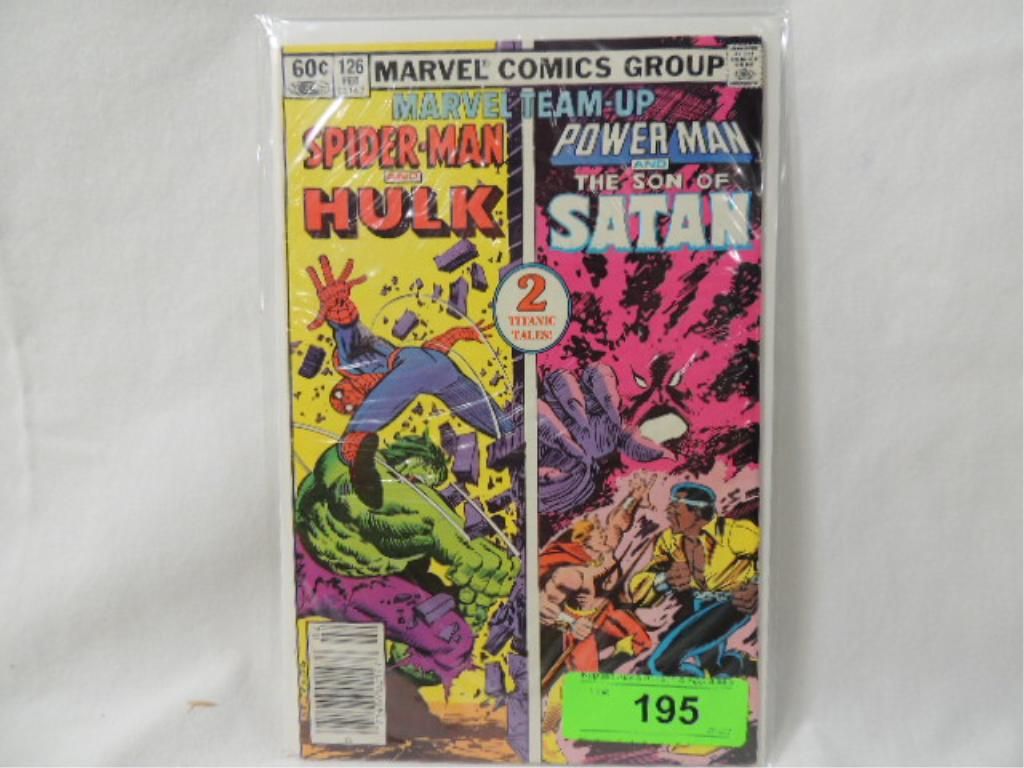 60¢ 126 MARVEL COMICS GROUP
FEB
MARVEL TEAM-UP
SPIDER-MAN
AND
HULK
POWER MAN
AND
THE SON OF
SATAN
2
TITANIC
TALES!
195